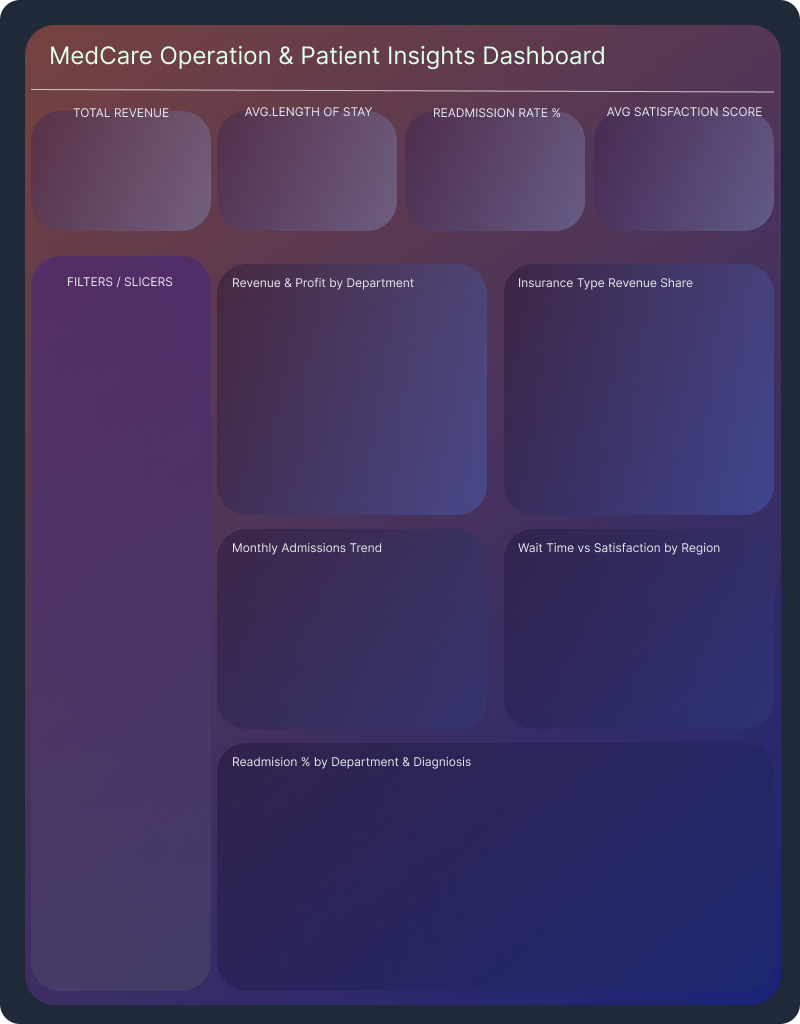 MedCare Operation & Patient Insights Dashboard
TOTAL REVENUE
AVG.LENGTH OF STAY
READMISSION RATE %
AVG SATISFACTION SCORE
FILTERS / SLICERS
Revenue & Profit by Department
Insurance Type Revenue Share
Monthly Admissions Trend
Wait Time vs Satisfaction by Region
Readmision % by Department & Diagniosis